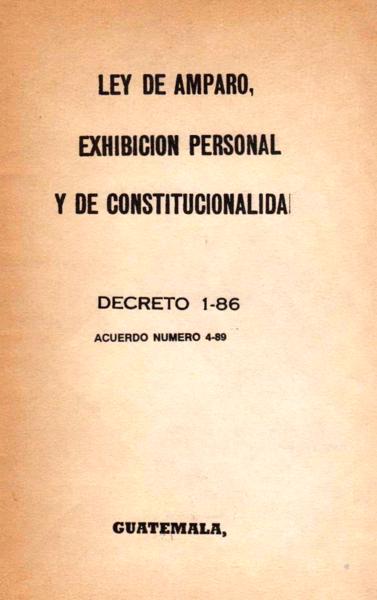 LEY DE AMPARO,
EXHIBICION PERSONAL
Y DE CONSTITUCIONALIDA
DECRETO 1-86
ACUERDO NUMERO 4-89
GUATEMALA,